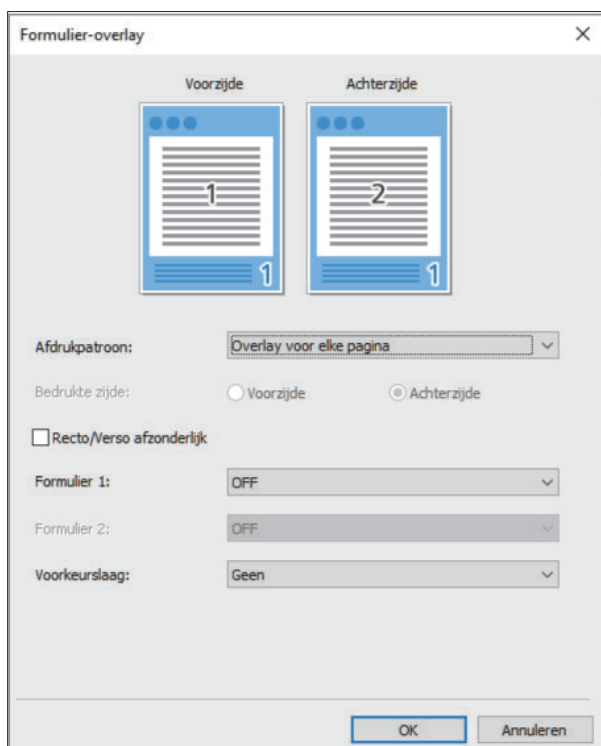 Formulier-overlay
Voorzijde Achterzijde
1 2
1 1
Afdrukpatroon: Overlay voor elke pagina
Bedrukte zijde: Voorzijde Achterzijde
Recto/Verso afzonderlijk
Formulier 1: OFF
Formulier 2: OFF
Voorkeurslaag: Geen
OK Annuleren